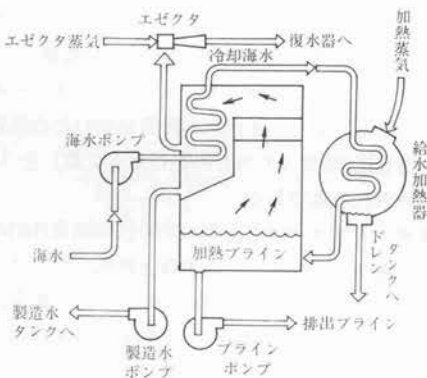 エゼクタ
エゼクタ蒸気
復水器へ
冷却海水
加熱蒸気
海水ポンプ
給水加熱器
海水
加熱ブライン
ドレン
タンクへ
製造水
タンクへ
排出ブライン
製造水
ポンプ
ブライン
ポンプ